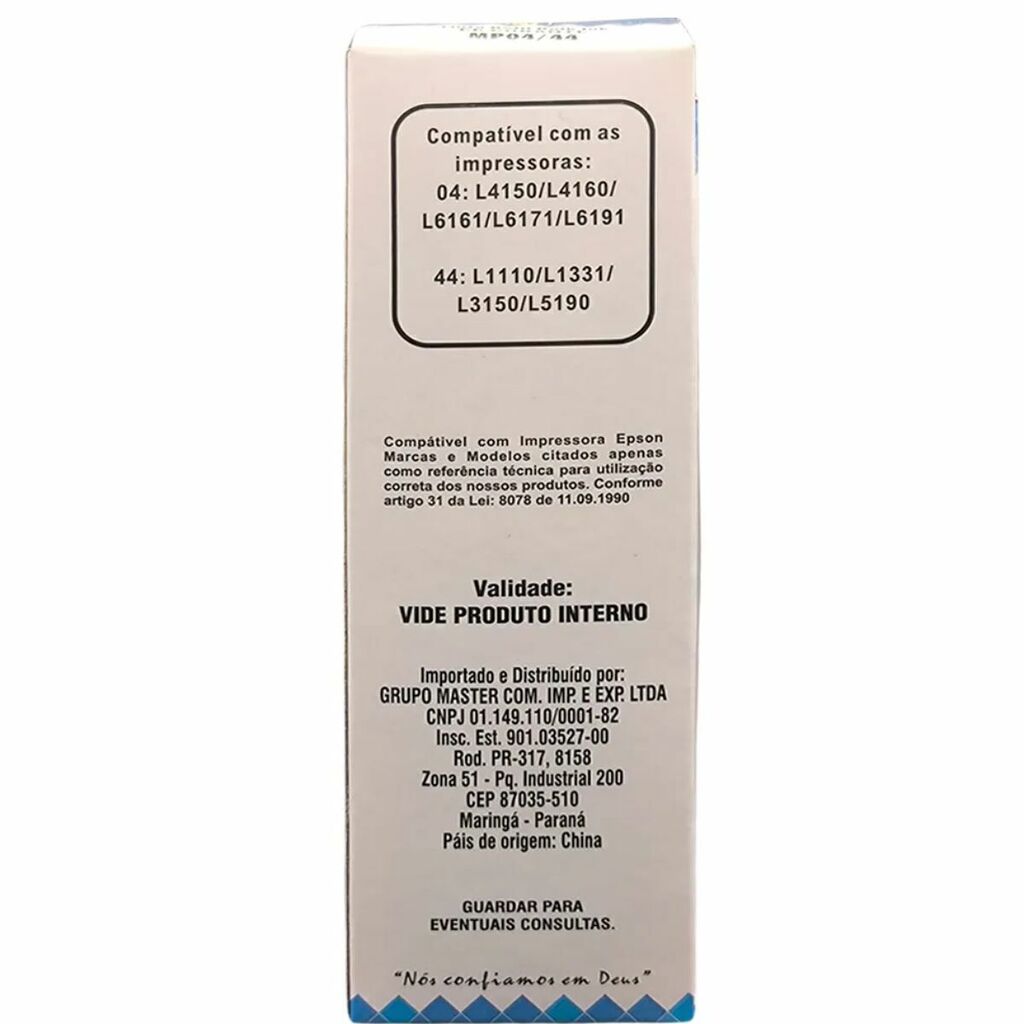 MP04/44
Compatível com as
impressoras:
04: L4150/L4160/
L6161/L6171/L6191
44: L1110/L1331/
L3150/L5190
Compátivel com Impressora Epson
Marcas e Modelos citados apenas
como referência técnica para utilização
correta dos nossos produtos. Conforme
artigo 31 da Lei: 8078 de 11.09.1990
Validade:
VIDE PRODUTO INTERNO
Importado e Distribuído por:
GRUPO MASTER COM. IMP. E EXP. LTDA
CNPJ 01.149.110/0001-82
Insc. Est. 901.03527-00
Rod. PR-317, 8158
Zona 51 - Pq. Industrial 200
CEP 87035-510
Maringá - Paraná
Páis de origem: China
GUARDAR PARA
EVENTUAIS CONSULTAS.
"Nós confiamos em Deus"